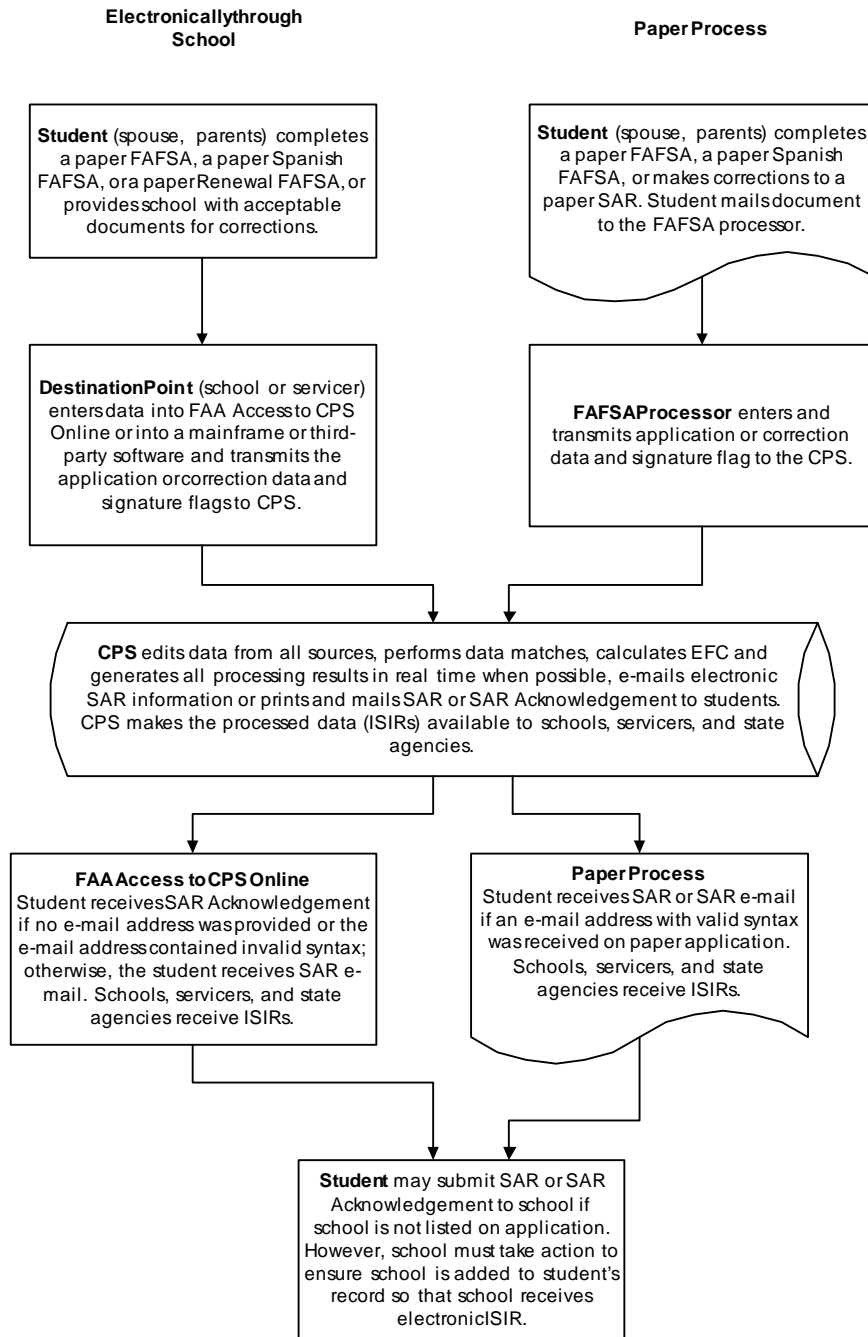 Electronically through
School
Paper Process
Student (spouse, parents) completes
a paper FAFSA, a paper Spanish
FAFSA, or a paper Renewal FAFSA, or
provides school with acceptable
documents for corrections.
Student (spouse, parents) completes
a paper FAFSA, a paper Spanish
FAFSA, or makes corrections to a
paper SAR. Student mails document
to the FAFSA processor.
Destination Point (school or servicer)
enters data into FAA Access to CPS
Online or into a mainframe or third-
party software and transmits the
application or correction data and
signature flags to CPS.
FAFSA Processor enters and
transmits application or correction
data and signature flag to the CPS.
CPS edits data from all sources, performs data matches, calculates EFC and
generates all processing results in real time when possible, e-mails electronic
SAR information or prints and mails SAR or SAR Acknowledgement to students.
CPS makes the processed data (ISIRs) available to schools, servicers, and state
agencies.
FAA Access to CPS Online
Student receives SAR Acknowledgement
if no e-mail address was provided or the
e-mail address contained invalid syntax;
otherwise, the student receives SAR e-
mail. Schools, servicers, and state
agencies receive ISIRs.
Paper Process
Student receives SAR or SAR e-mail
if an e-mail address with valid syntax
was received on paper application.
Schools, servicers, and state
agencies receive ISIRs.
Student may submit SAR or SAR
Acknowledgement to school if
school is not listed on application.
However, school must take action to
ensure school is added to student's
record so that school receives
electronic ISIR.